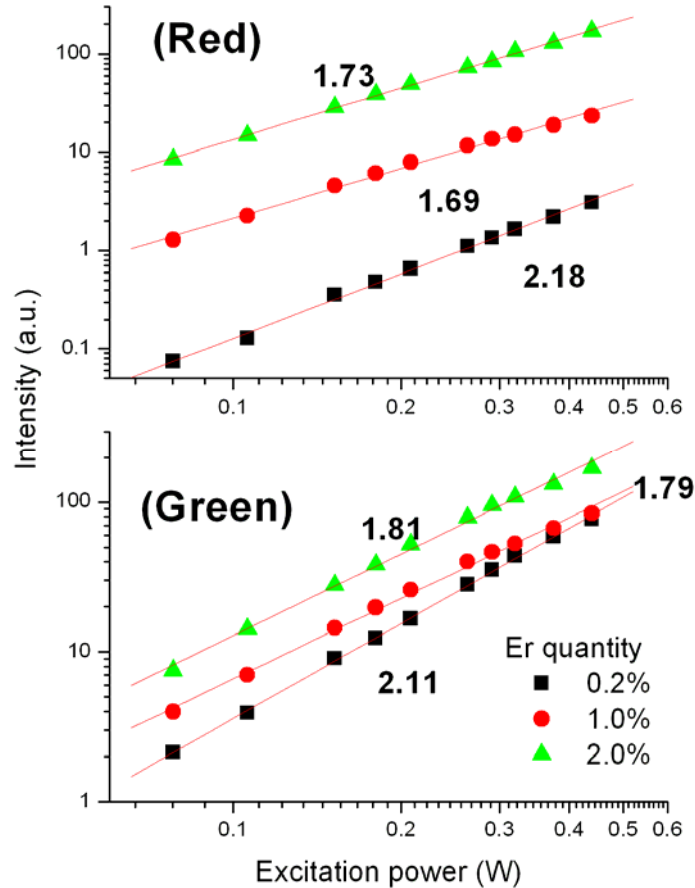 (Red)
100
10
1
0.1
1.73
1.69
2.18
0.1 0.2 0.3 0.4 0.5 0.6
Intensity (a.u.)
(Green)
100
10
1
1.79
1.81
2.11
Er quantity
0.2%
1.0%
2.0%
0.1 0.2 0.3 0.4 0.5 0.6
Excitation power (W)